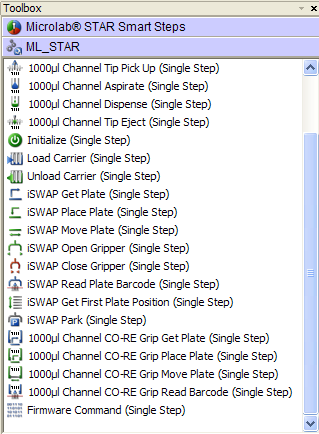 Toolbox
Microlab® STAR Smart Steps
ML_STAR
1000µl Channel Tip Pick Up (Single Step)
1000µl Channel Aspirate (Single Step)
1000µl Channel Dispense (Single Step)
1000µl Channel Tip Eject (Single Step)
Initialize (Single Step)
Load Carrier (Single Step)
Unload Carrier (Single Step)
iSWAP Get Plate (Single Step)
iSWAP Place Plate (Single Step)
iSWAP Move Plate (Single Step)
iSWAP Open Gripper (Single Step)
iSWAP Close Gripper (Single Step)
iSWAP Read Plate Barcode (Single Step)
iSWAP Get First Plate Position (Single Step)
iSWAP Park (Single Step)
1000µl Channel CO-RE Grip Get Plate (Single Step)
1000µl Channel CO-RE Grip Place Plate (Single Step)
1000µl Channel CO-RE Grip Move Plate (Single Step)
1000µl Channel CO-RE Grip Read Barcode (Single Step)
Firmware Command (Single Step)